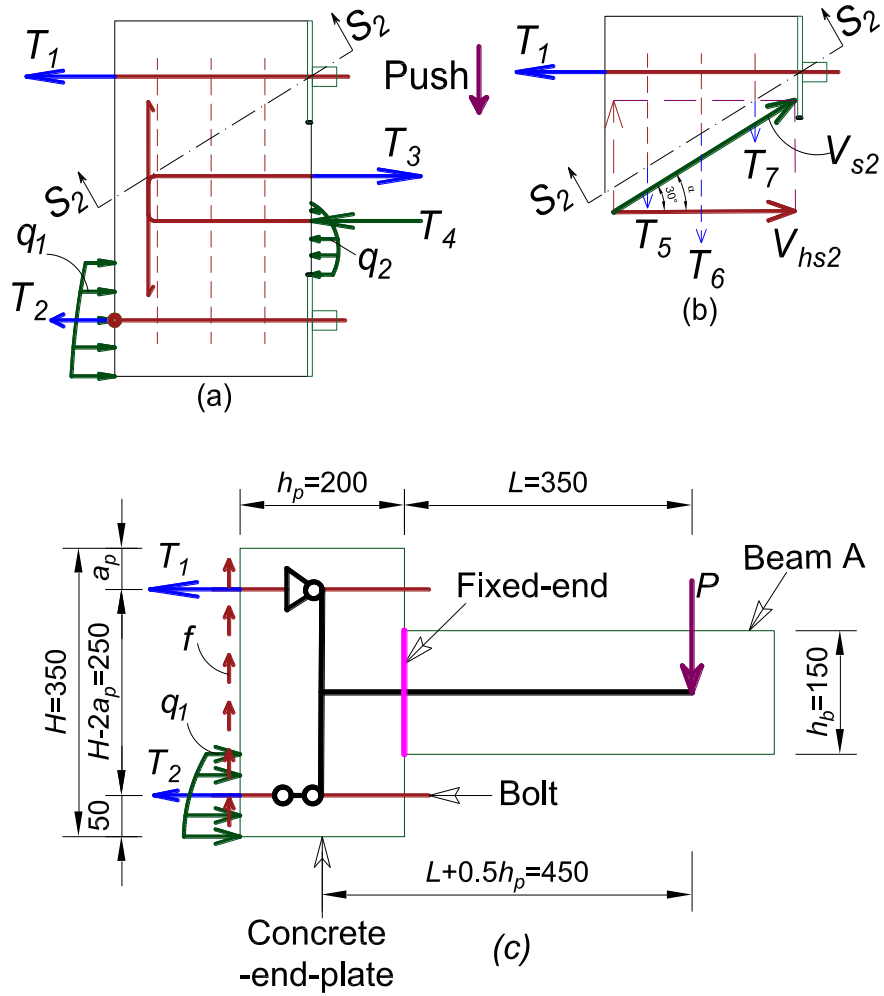 T1
S2
S2
T3
T4
q1
q2
T2
(a)
Push
T1
S2
S2
30°
α
T5
T6
T7
Vs2
Vhs2
(b)
hp=200
L=350
ap
H=350
H-2ap=250
50
T1
f
q1
T2
Fixed-end
P
Beam A
hb=150
Bolt
L+0.5hp=450
Concrete
-end-plate
(c)